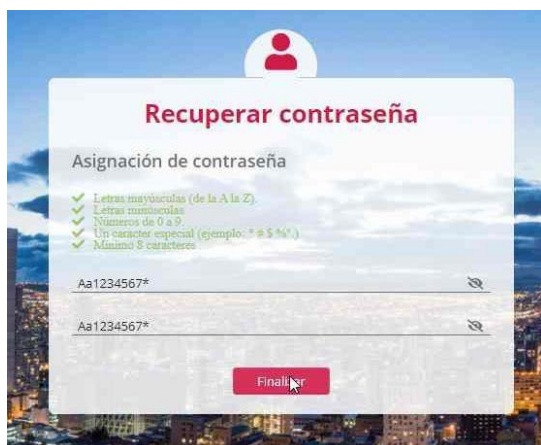 Recuperar contraseña
Asignación de contraseña
Letras mayúsculas (de la A la Z).
Letras minúsculas
Números de 0 a 9.
Un caracter especial (ejemplo: * # $ %*.)
Mínimo 8 caracteres
Aa1234567*
Aa1234567*
Finalizar